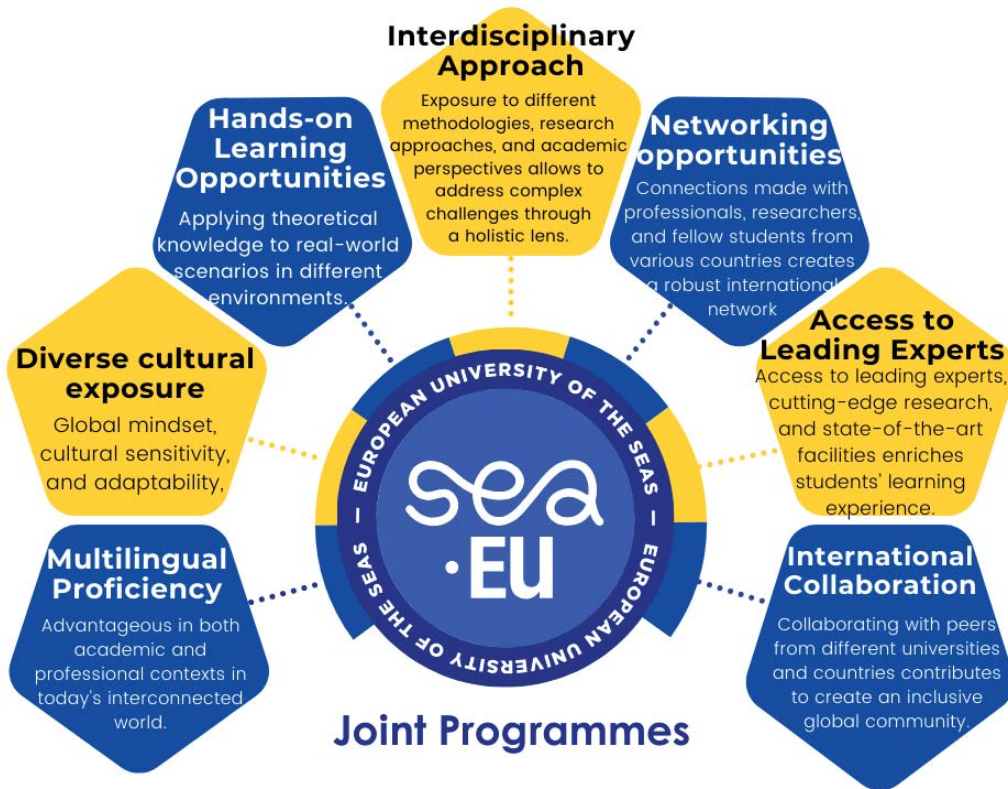 Interdisciplinary
Approach
Exposure to different
methodologies, research
approaches, and academic
perspectives allows to
address complex
challenges through
a holistic lens.
Hands-on
Learning
Opportunities
Applying theoretical
knowledge to real-world
scenarios in different
environments.
Networking
opportunities
Connections made with
professionals, researchers,
and fellow students from
various countries creates
a robust international
network
Diverse cultural
exposure
Global mindset,
cultural sensitivity,
and adaptability,
Access to
Leading Experts
Access to leading experts,
cutting-edge research,
and state-of-the-art
facilities enriches
students' learning
experience.
Multilingual
Proficiency
Advantageous in both
academic and
professional contexts in
today's interconnected
world.
International
Collaboration
Collaborating with peers
from different universities
and countries contributes
to create an inclusive
global community.
EUROPEAN UNIVERSITY OF THE SEAS — EUROPEAN UNIVERSITY OF THE SEAS —
sea
·EU
Joint Programmes